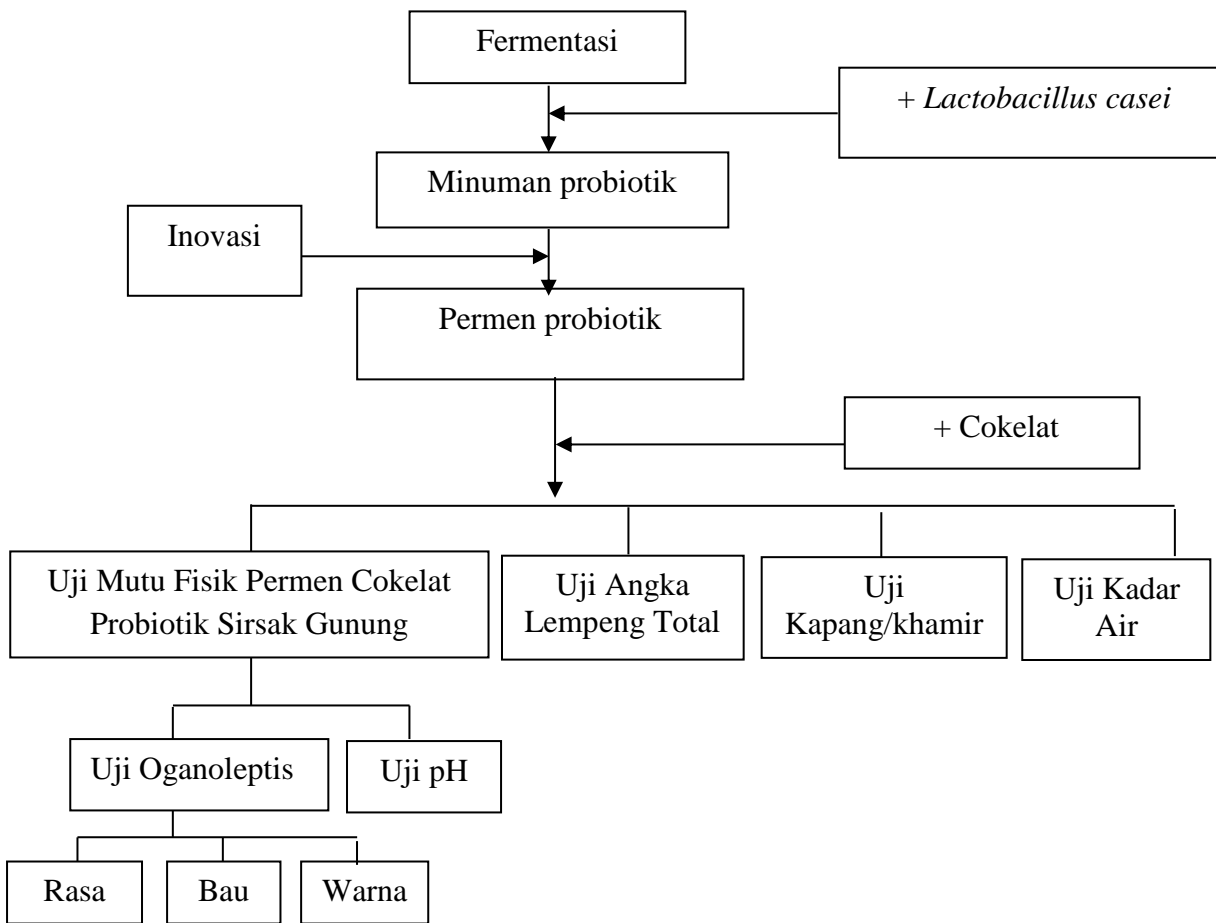 Fermentasi
+ Lactobacillus casei
Minuman probiotik
Inovasi
Permen probiotik
+ Cokelat
Uji Mutu Fisik Permen Cokelat
Probiotik Sirsak Gunung
Uji Angka
Lempeng Total
Uji
Kapang/khamir
Uji Kadar
Air
Uji Oganoleptis
Uji pH
Rasa
Bau
Warna